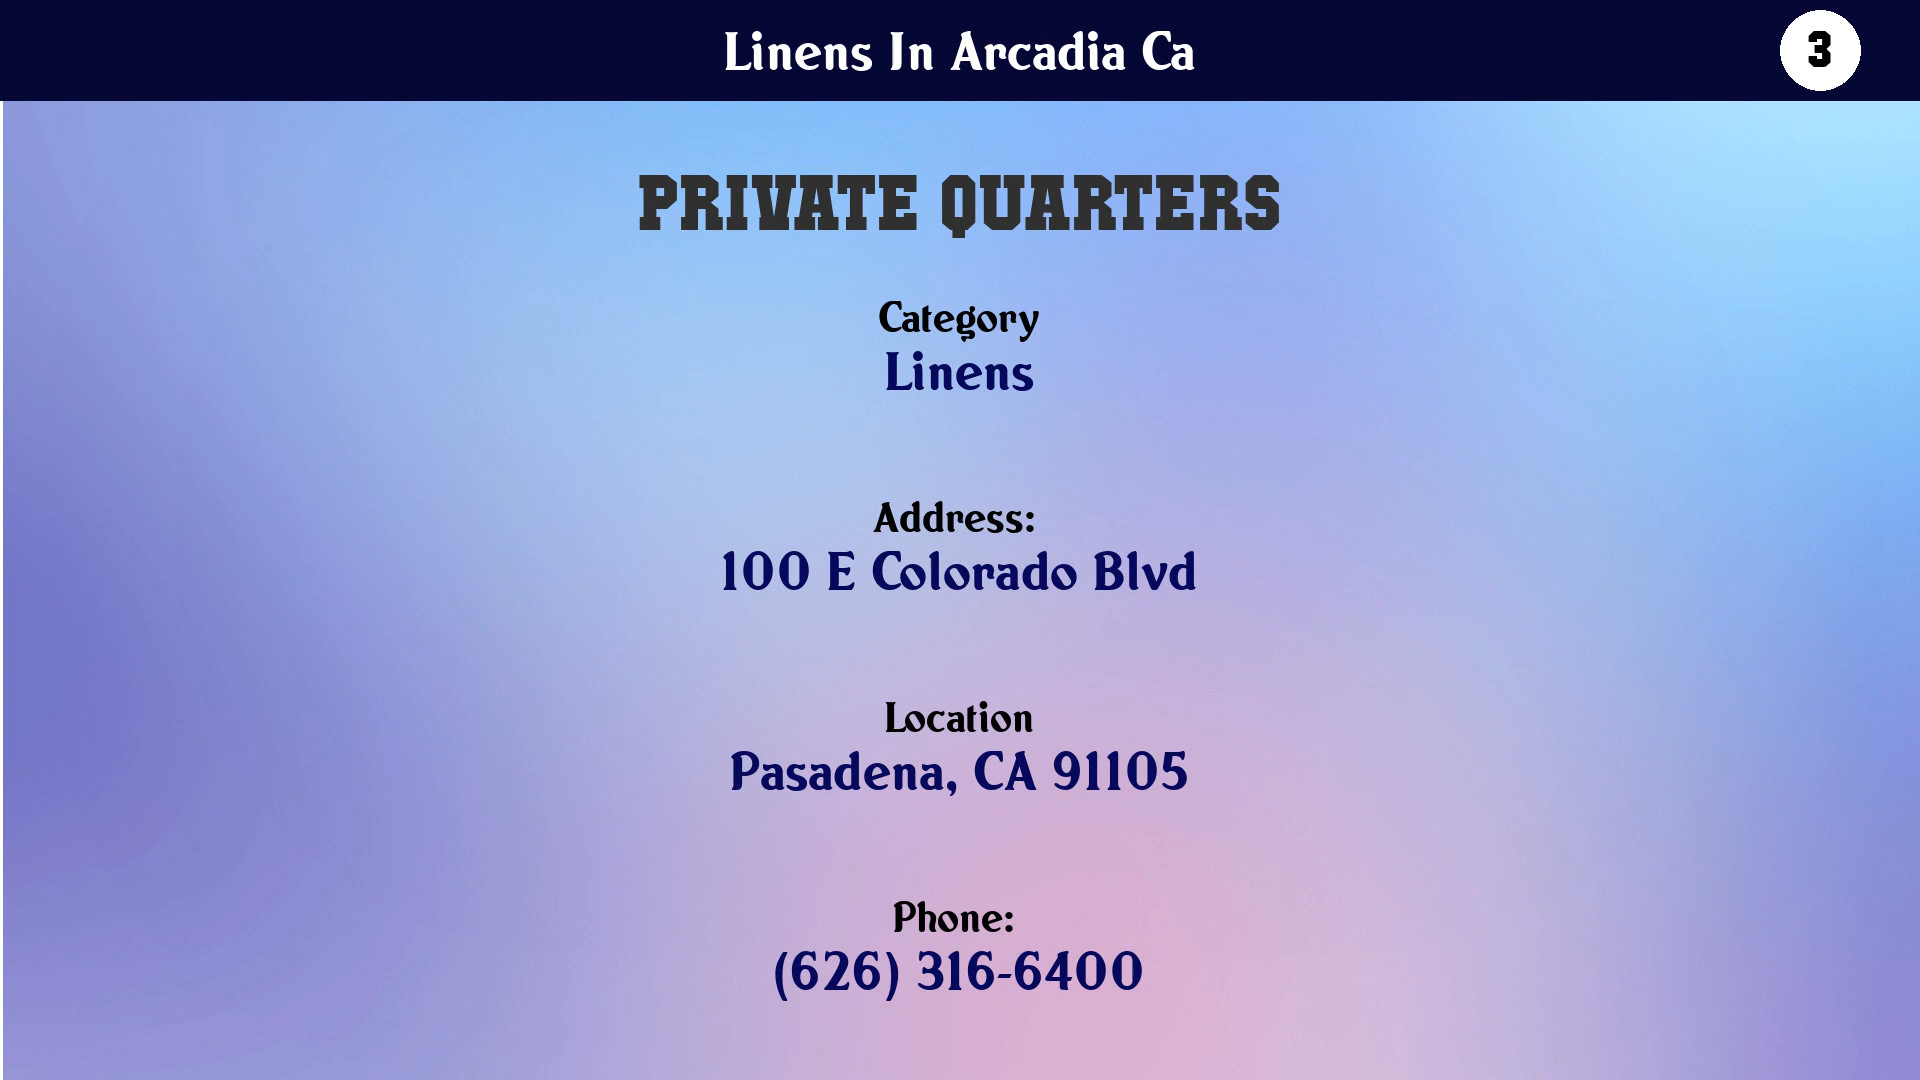 Linens In Arcadia Ca
3
PRIVATE QUARTERS
Category
Linens
Address:
100 E Colorado Blvd
Location
Pasadena, CA 91105
Phone:
(626) 316-6400